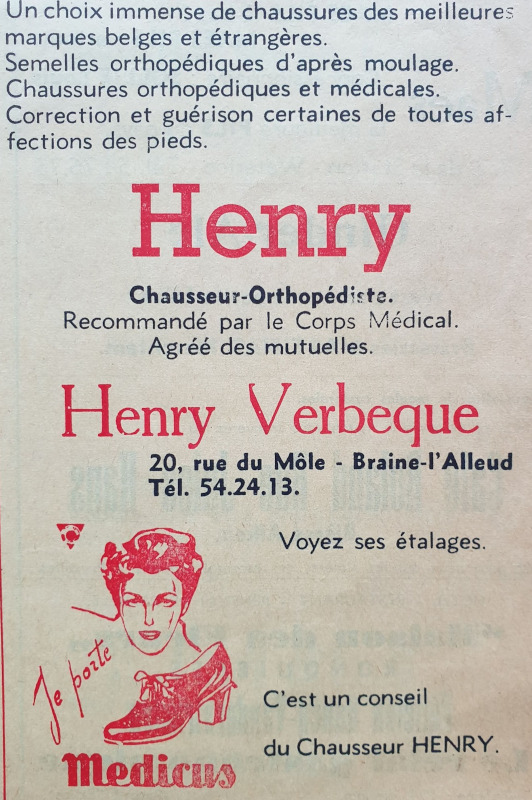 Un choix immense de chaussures des meilleures
marques belges et étrangères.
Semelles orthopédiques d'après moulage.
Chaussures orthopédiques et médicales.
Correction et guérison certaines de toutes af-
fections des pieds.
Henry
Chausseur-Orthopédiste.
Recommandé par le Corps Médical.
Agréé des mutuelles.
Henry Verbeque
20, rue du Môle - Braine-l'Alleud
Tél. 54.24.13.
Voyez ses étalages.
Je porte
Medicus
C'est un conseil
du Chausseur HENRY.